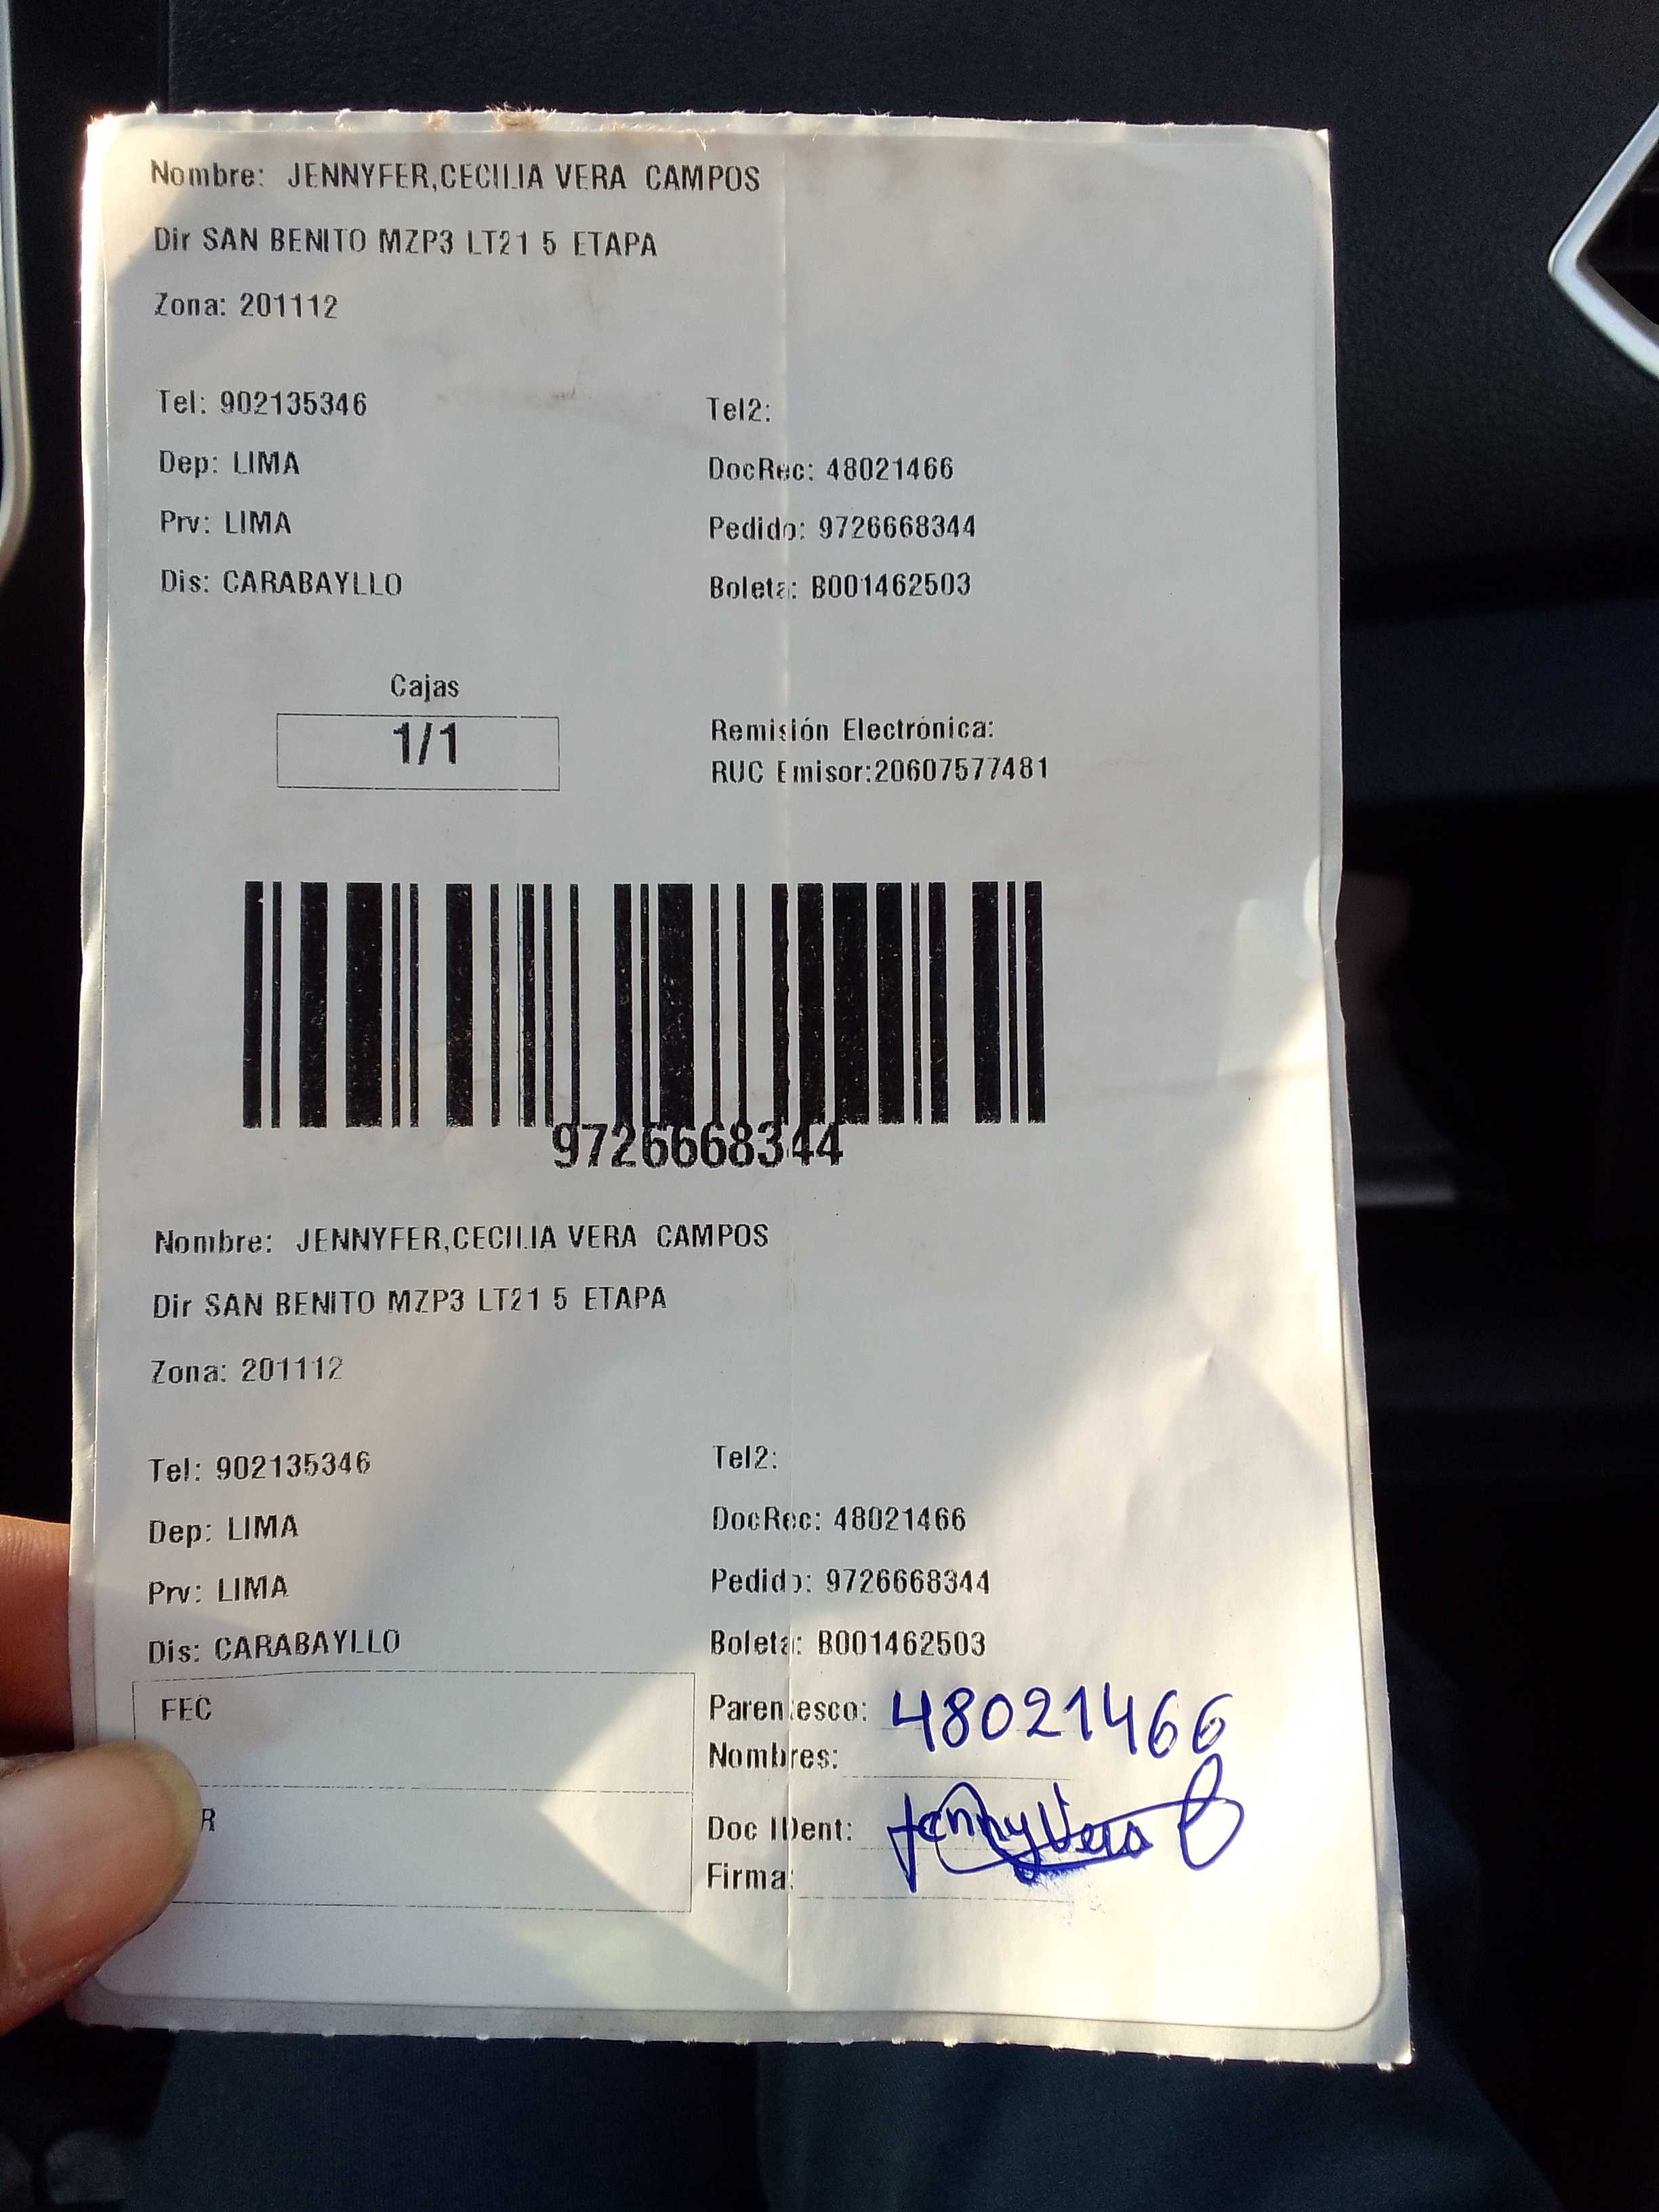 Nombre: JENNYFER,CECILIA VERA CAMPOS
Dir SAN BENITO MZP3 LT21 5 ETAPA
Zona: 201112
Tel: 902135346 Tel2:
Dep: LIMA DocRec: 48021466
Prv: LIMA Pedido: 9726668344
Dis: CARABAYLLO Boleta: B001462503
Cajas
1/1
Remisión Electrónica:
RUC Emisor:20607577481
9726668344
Nombre: JENNYFER,CECILIA VERA CAMPOS
Dir SAN BENITO MZP3 LT21 5 ETAPA
Zona: 201112
Tel: 902135346 Tel2:
Dep: LIMA DocRec: 48021466
Prv: LIMA Pedido: 9726668344
Dis: CARABAYLLO Boleta: B001462503
FEC
Parentesco: 48021466
Nombres:
R
Doc IDent: Jenny Vera
Firma: